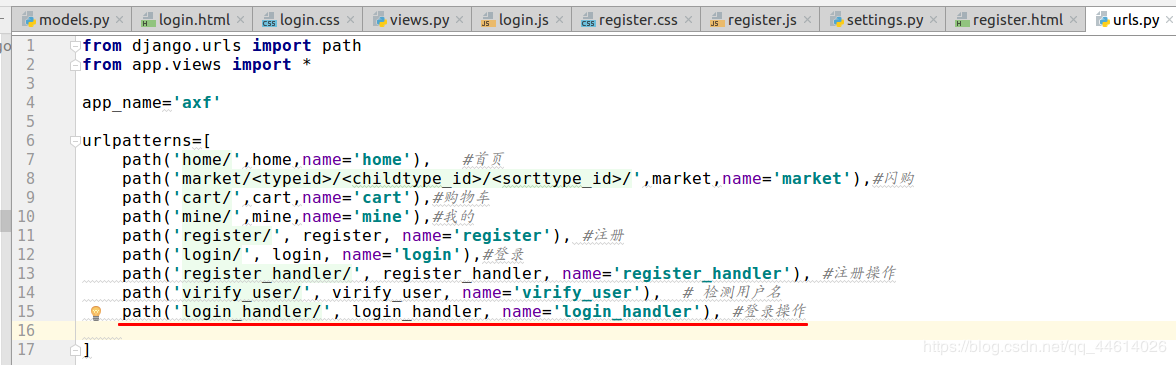 models.py × login.html × login.css × views.py × login.js × register.css × register.js × settings.py × register.html × urls.py ×
go
1 from django.urls import path
2 from app.views import *
3
4 app_name='axf'
5
6 urlpatterns=[
7 path('home/',home,name='home'), #首页
8 path('market/<typeid>/<childtype_id>/<sorttype_id>/',market,name='market'),#闪购
9 path('cart/',cart,name='cart'),#购物车
10 path('mine/',mine,name='mine'),#我的
11 path('register/', register, name='register'), #注册
12 path('login/', login, name='login'),#登录
13 path('register_handler/', register_handler, name='register_handler'), #注册操作
14 path('virify_user/', virify_user, name='virify_user'), # 检测用户名
15 path('login_handler/', login_handler, name='login_handler'), #登录操作
16
17 ]
https://blog.csdn.net/qq_44614026